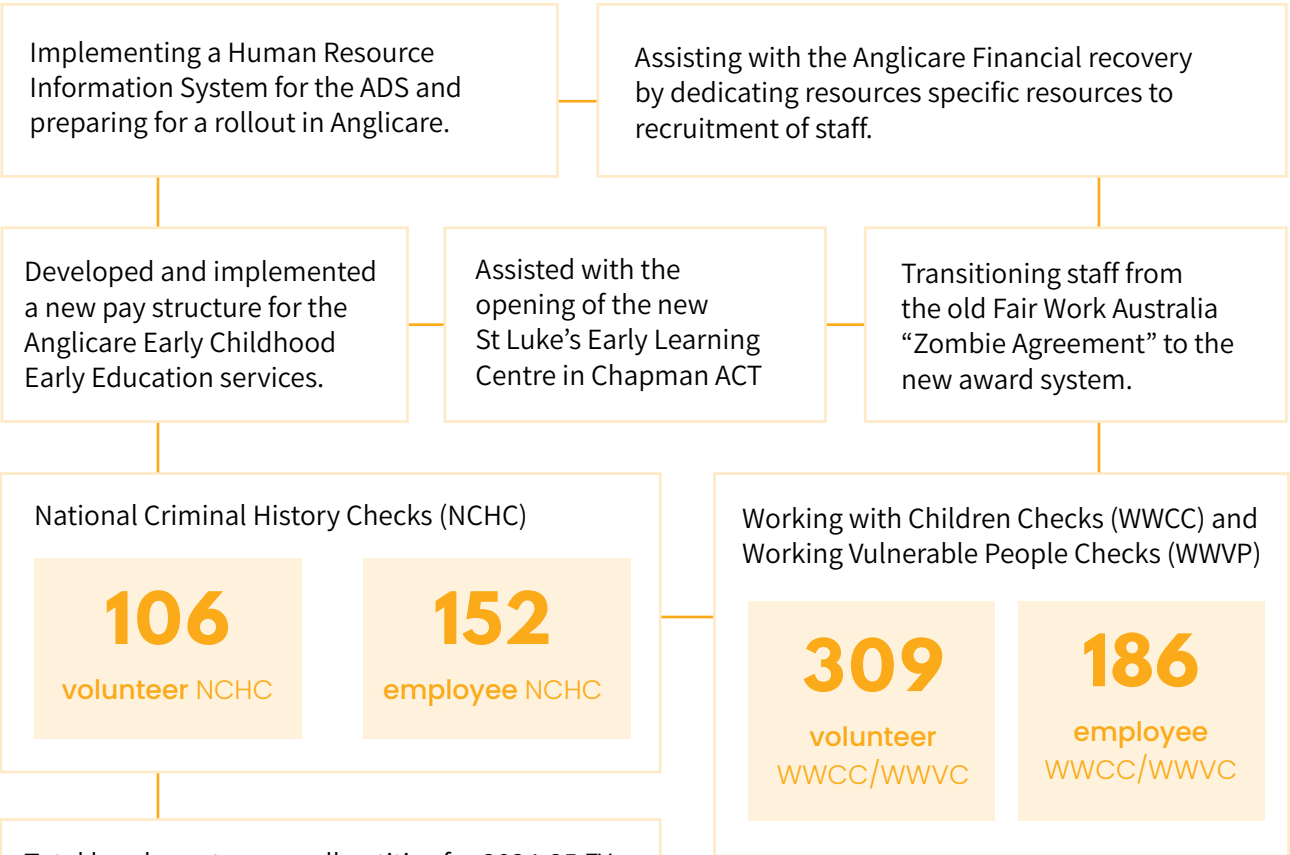 Implementing a Human Resource
Information System for the ADS and
preparing for a rollout in Anglicare.
Assisting with the Anglicare Financial recovery
by dedicating resources specific resources to
recruitment of staff.
Developed and implemented
a new pay structure for the
Anglicare Early Childhood
Early Education services.
Assisted with the
opening of the new
St Luke’s Early Learning
Centre in Chapman ACT
Transitioning staff from
the old Fair Work Australia
“Zombie Agreement” to the
new award system.
National Criminal History Checks (NCHC)
106
volunteer NCHC
152
employee NCHC
Working with Children Checks (WWCC) and
Working Vulnerable People Checks (WWVP)
309
volunteer
WWCC/WWVC
186
employee
WWCC/WWVC